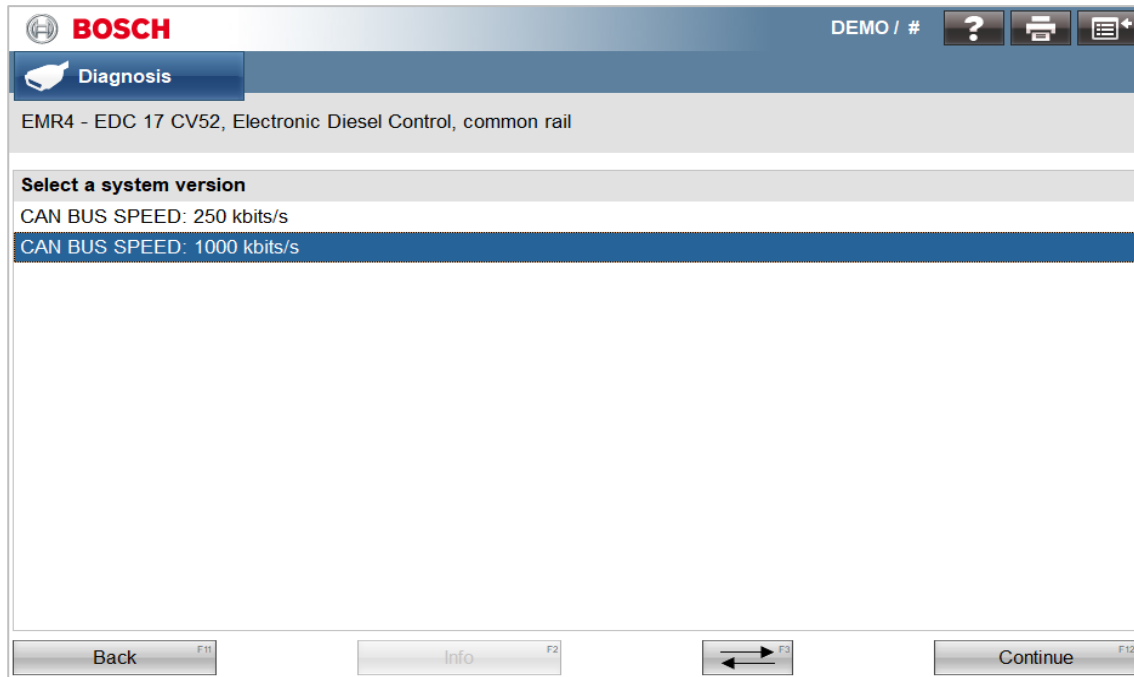 BOSCH
DEMO / #
?
Diagnosis
EMR4 - EDC 17 CV52, Electronic Diesel Control, common rail
Select a system version
CAN BUS SPEED: 250 kbits/s
CAN BUS SPEED: 1000 kbits/s
Back F11
Info F2
F3
Continue F12